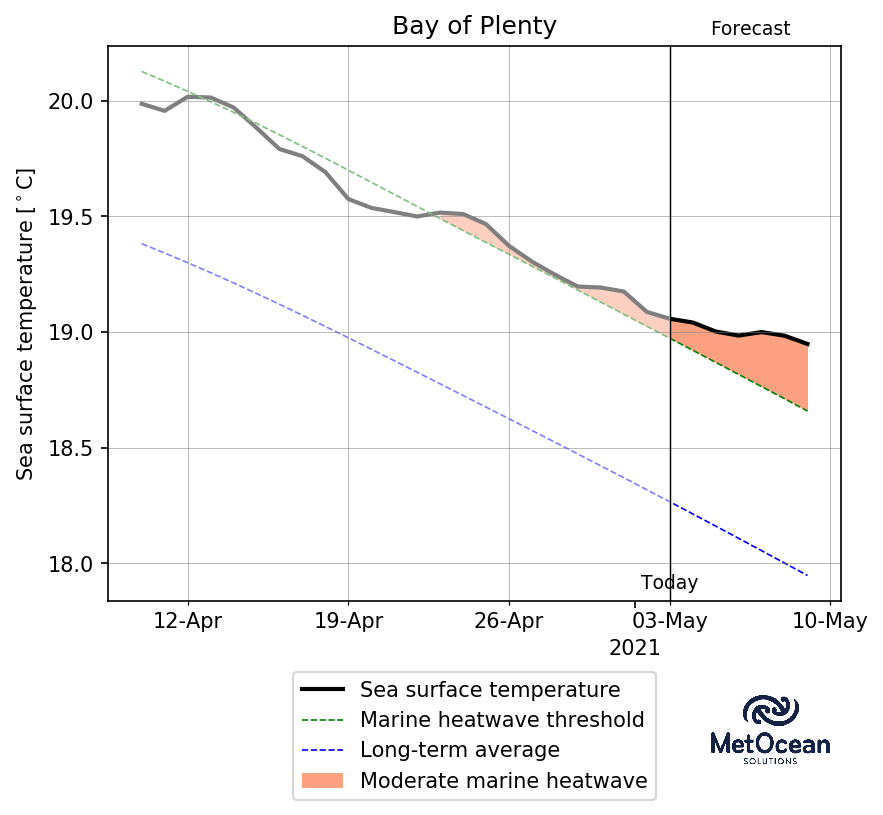 Bay of Plenty
Forecast
Sea surface temperature [°C]
20.0
19.5
19.0
18.5
18.0
Today
12-Apr 19-Apr 26-Apr 03-May 10-May
2021
Sea surface temperature
Marine heatwave threshold
Long-term average
Moderate marine heatwave
MetOcean
SOLUTIONS